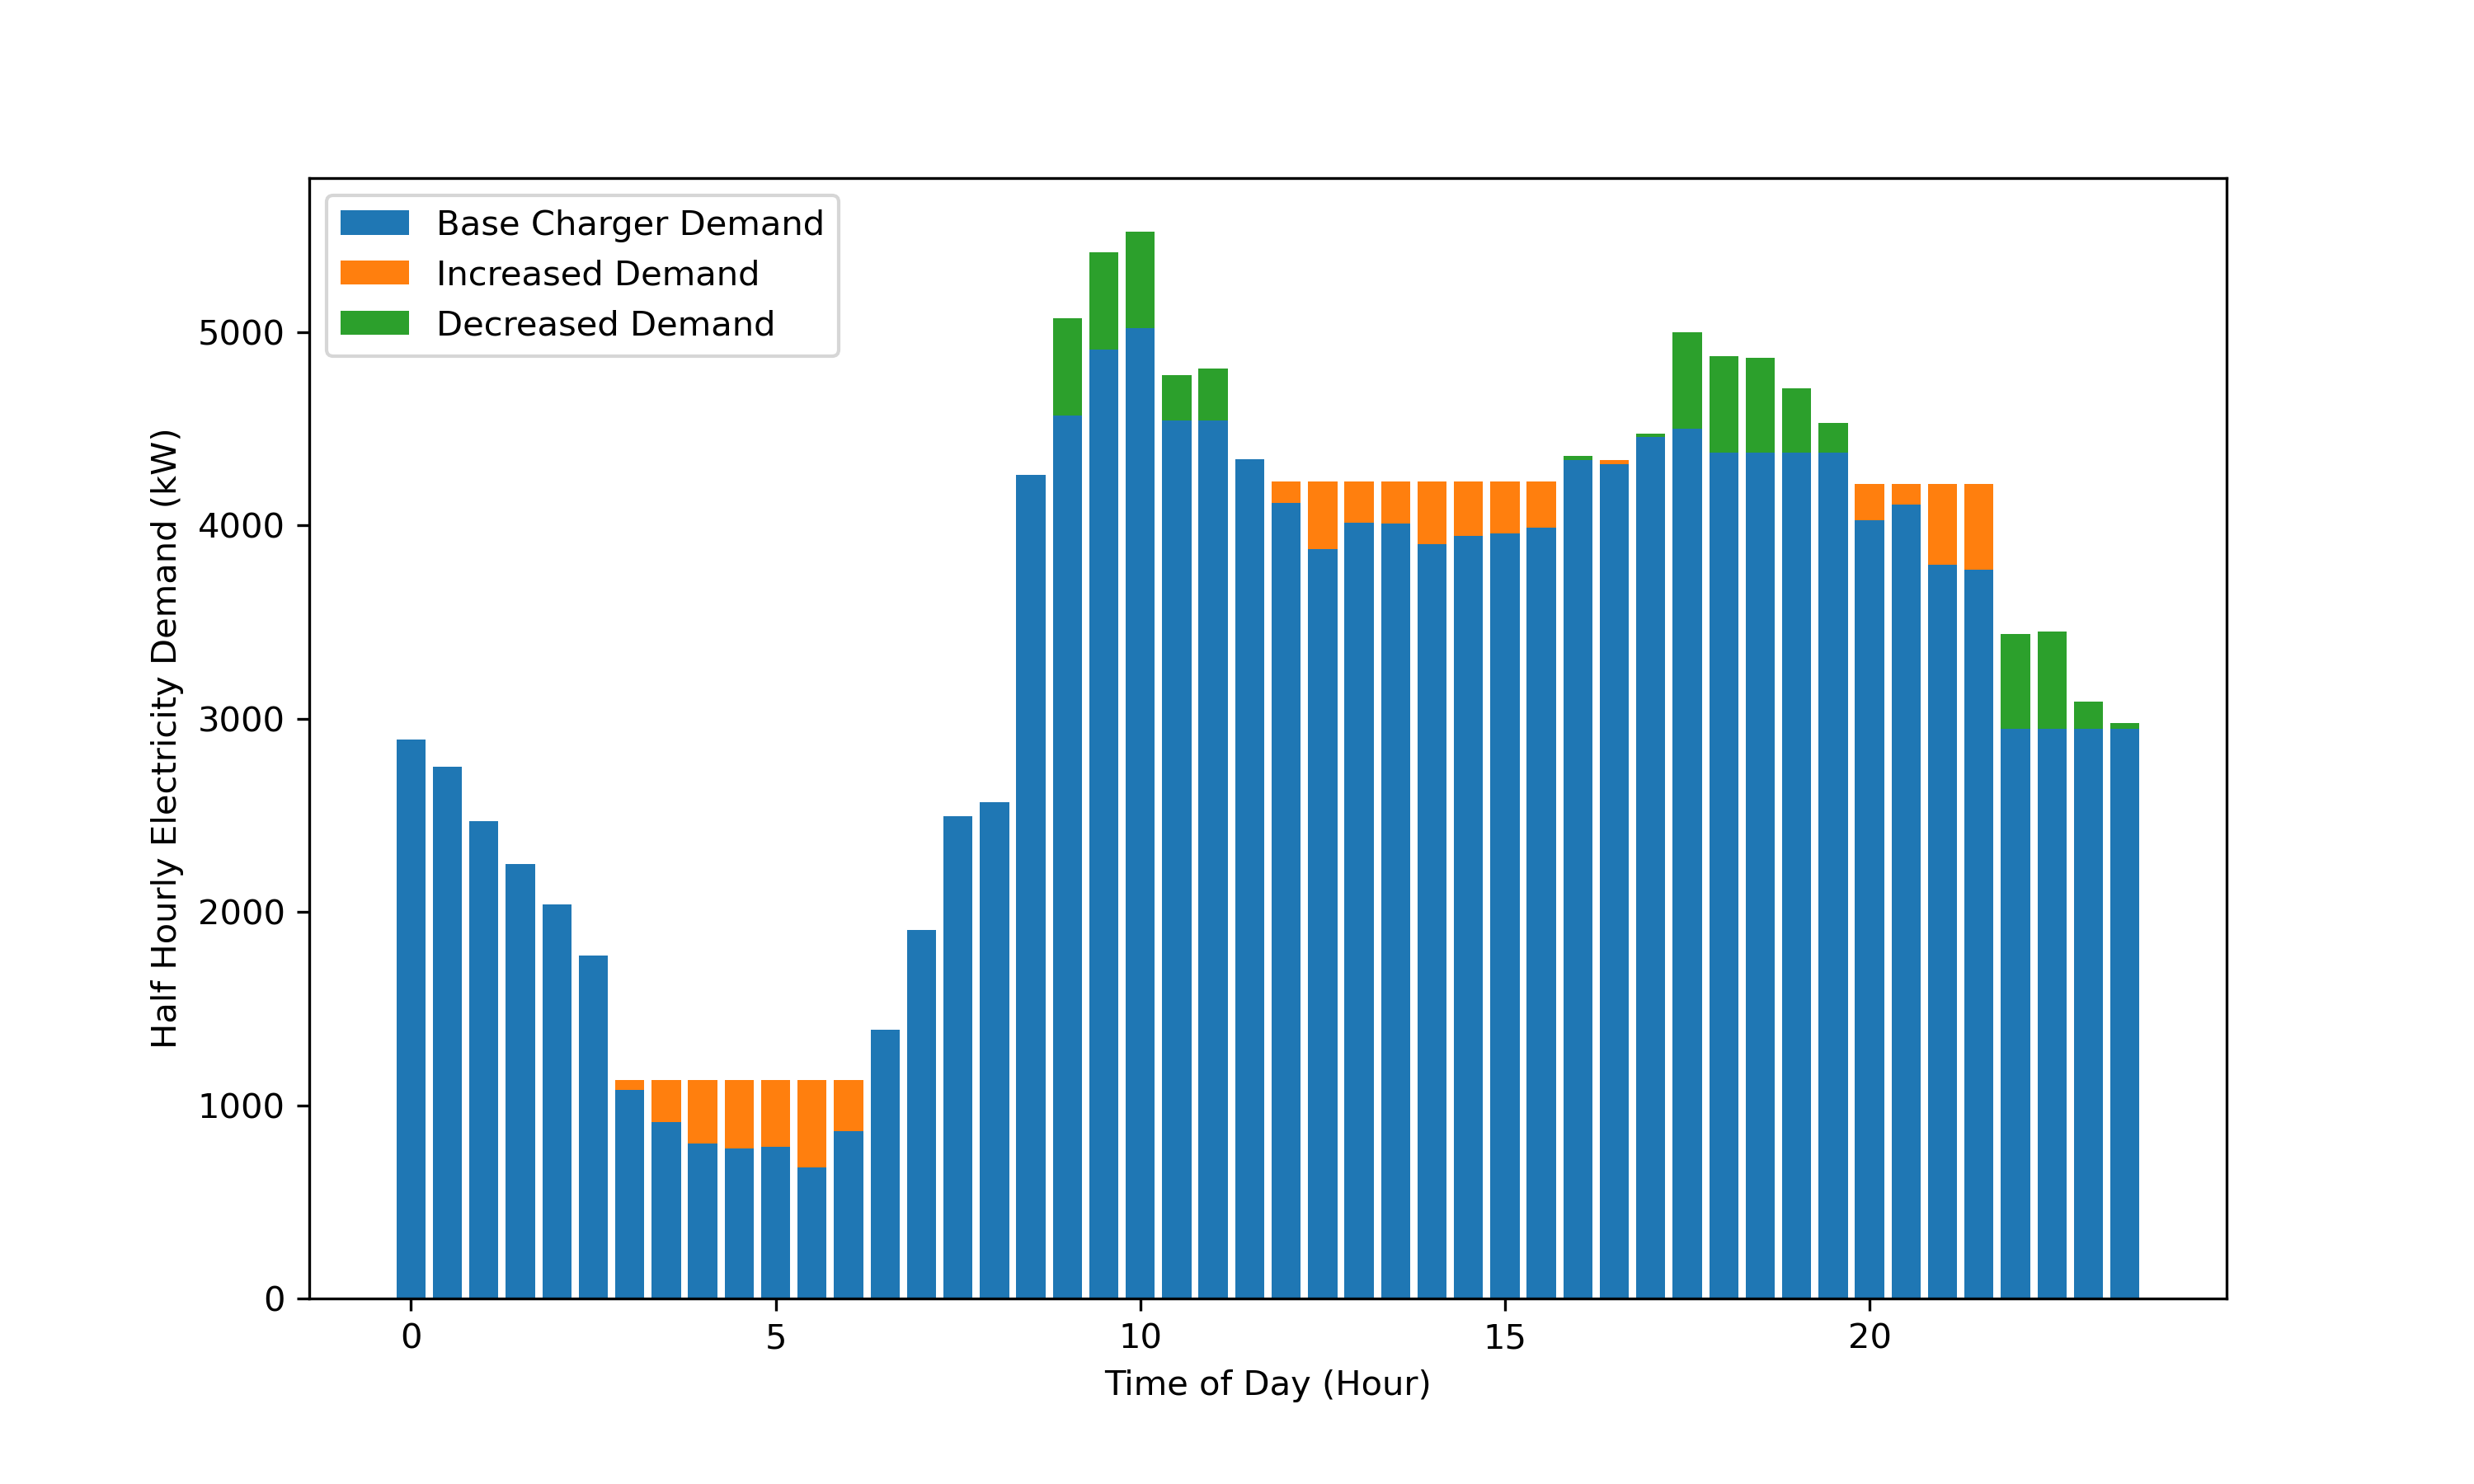 Base Charger Demand
Increased Demand
Decreased Demand
Half Hourly Electricity Demand (kW)
5000
4000
3000
2000
1000
0
0 5 10 15 20
Time of Day (Hour)